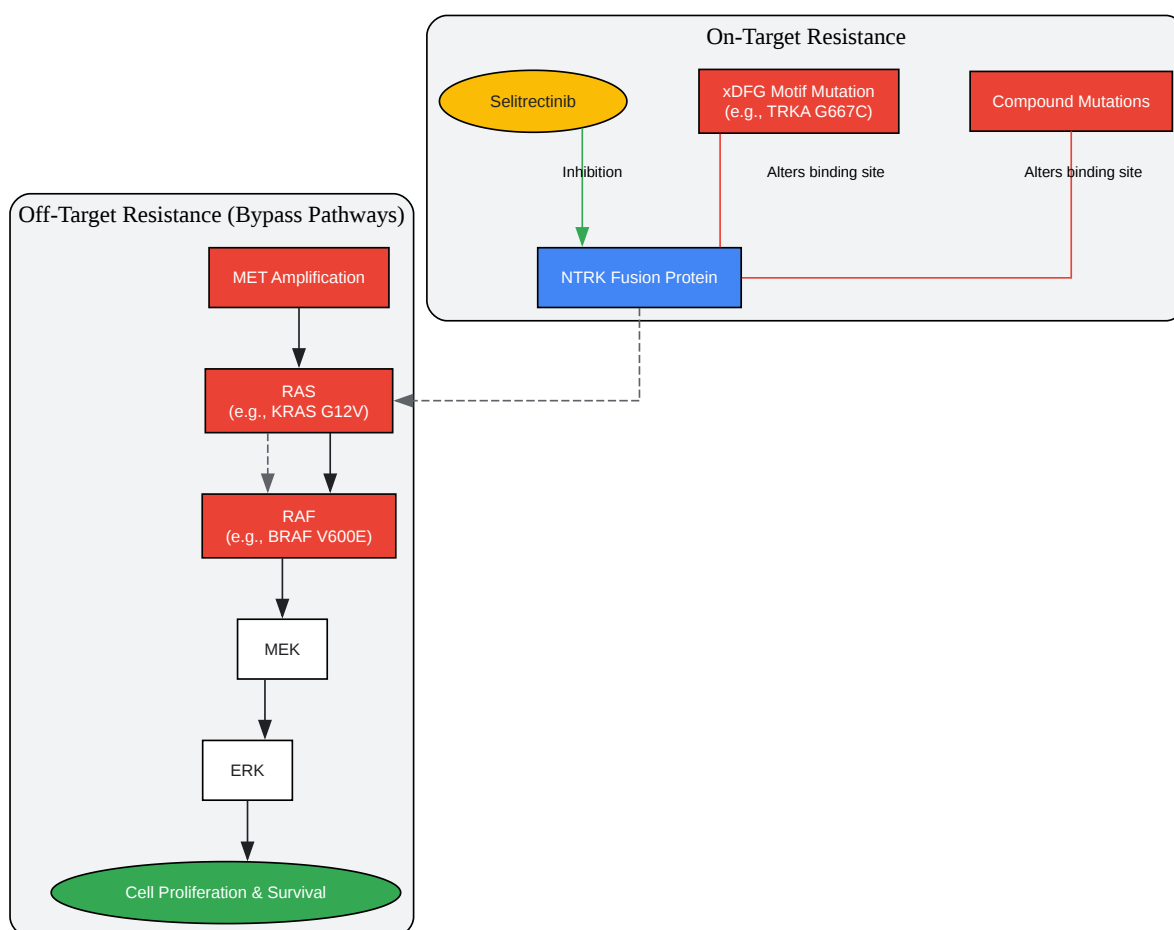 On-Target Resistance
Selitrectinib
xDFG Motif Mutation
(e.g., TRKA G667C)
Compound Mutations
Inhibition
Alters binding site
Alters binding site
NTRK Fusion Protein
Off-Target Resistance (Bypass Pathways)
MET Amplification
RAS
(e.g., KRAS G12V)
RAF
(e.g., BRAF V600E)
MEK
ERK
Cell Proliferation & Survival